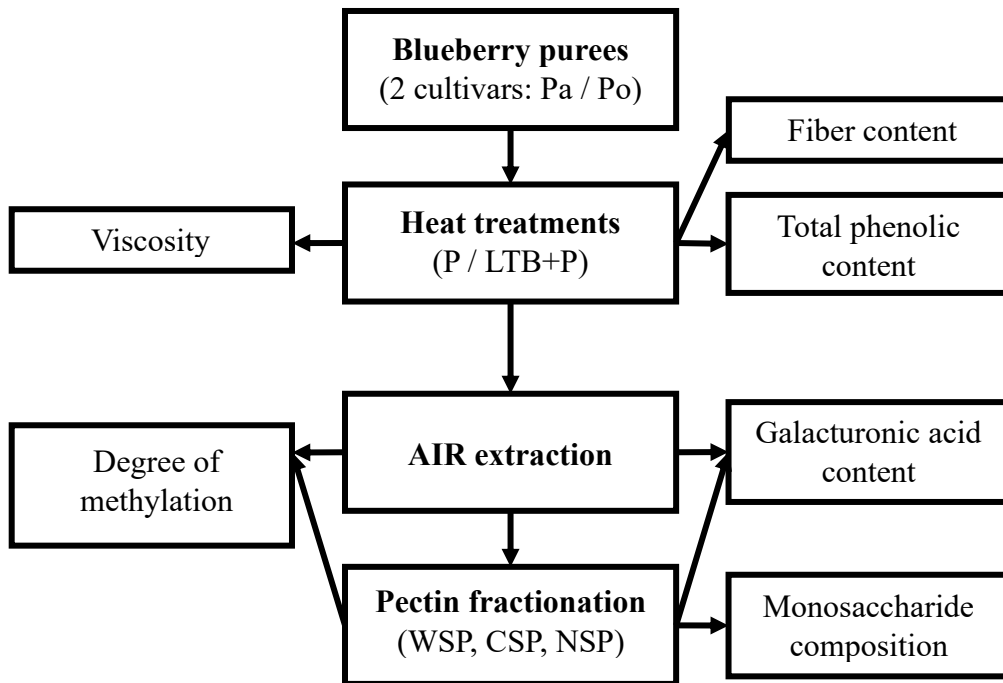 Blueberry purees
(2 cultivars: Pa / Po)
Fiber content
Viscosity
Heat treatments
(P / LTB+P)
Total phenolic
content
Degree of
methylation
AIR extraction
Galacturonic acid
content
Pectin fractionation
(WSP, CSP, NSP)
Monosaccharide
composition